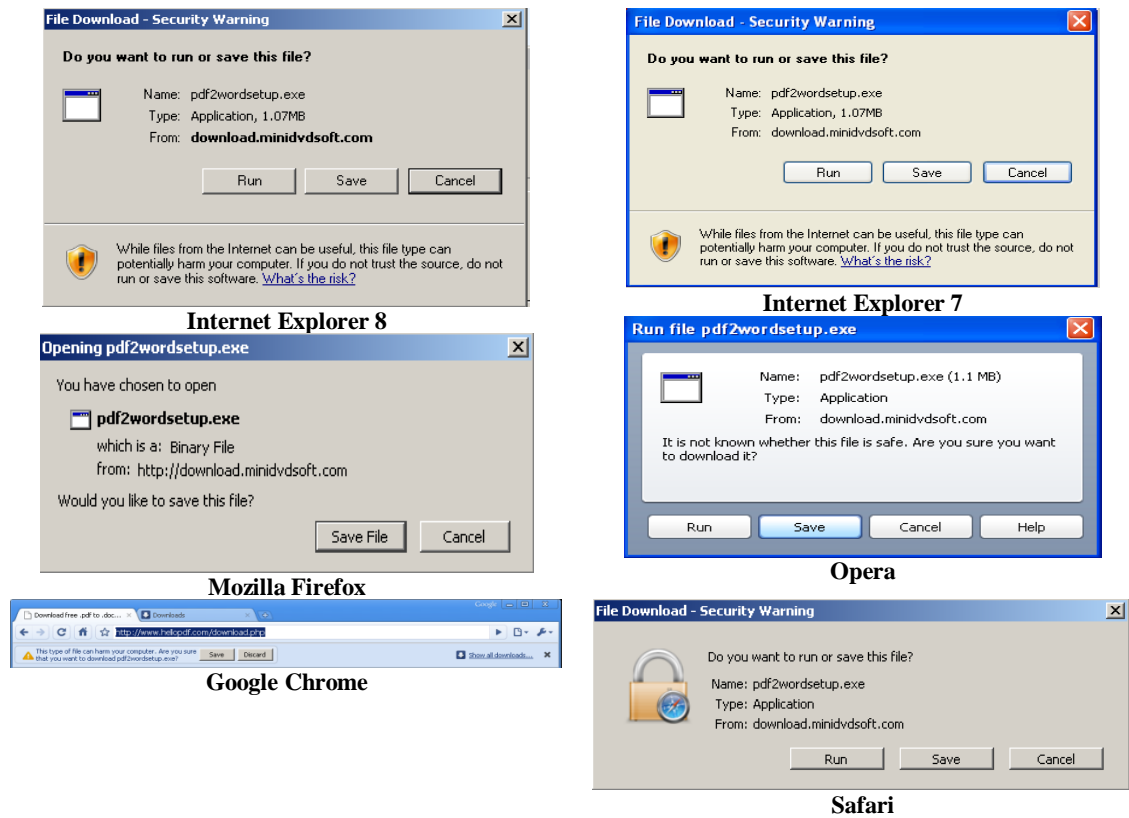 File Download - Security Warning
Do you want to run or save this file?
Name: pdf2wordsetup.exe
Type: Application, 1.07MB
From: download.minidvdsoft.com
Run Save Cancel
While files from the Internet can be useful, this file type can
potentially harm your computer. If you do not trust the source, do not
run or save this software. What's the risk?
Internet Explorer 8
File Download - Security Warning
Do you want to run or save this file?
Name: pdf2wordsetup.exe
Type: Application, 1.07MB
From: download.minidvdsoft.com
Run Save Cancel
While files from the Internet can be useful, this file type can
potentially harm your computer. If you do not trust the source, do not
run or save this software. What's the risk?
Internet Explorer 7
Opening pdf2wordsetup.exe
You have chosen to open
pdf2wordsetup.exe
which is a: Binary File
from: http://download.minidvdsoft.com
Would you like to save this file?
Save File Cancel
Mozilla Firefox
Run file pdf2wordsetup.exe
Name: pdf2wordsetup.exe (1.1 MB)
Type: Application
From: download.minidvdsoft.com
It is not known whether this file is safe. Are you sure you want
to download it?
Run Save Cancel Help
Opera
Google
Download free .pdf to .doc... Downloads
http://www.hellopdf.com/download.php
This type of file can harm your computer. Are you sure
that you want to download pdf2wordsetup.exe?
Save Discard
Show all downloads...
Google Chrome
File Download - Security Warning
Do you want to run or save this file?
Name: pdf2wordsetup.exe
Type: Application
From: download.minidvdsoft.com
Run Save Cancel
Safari